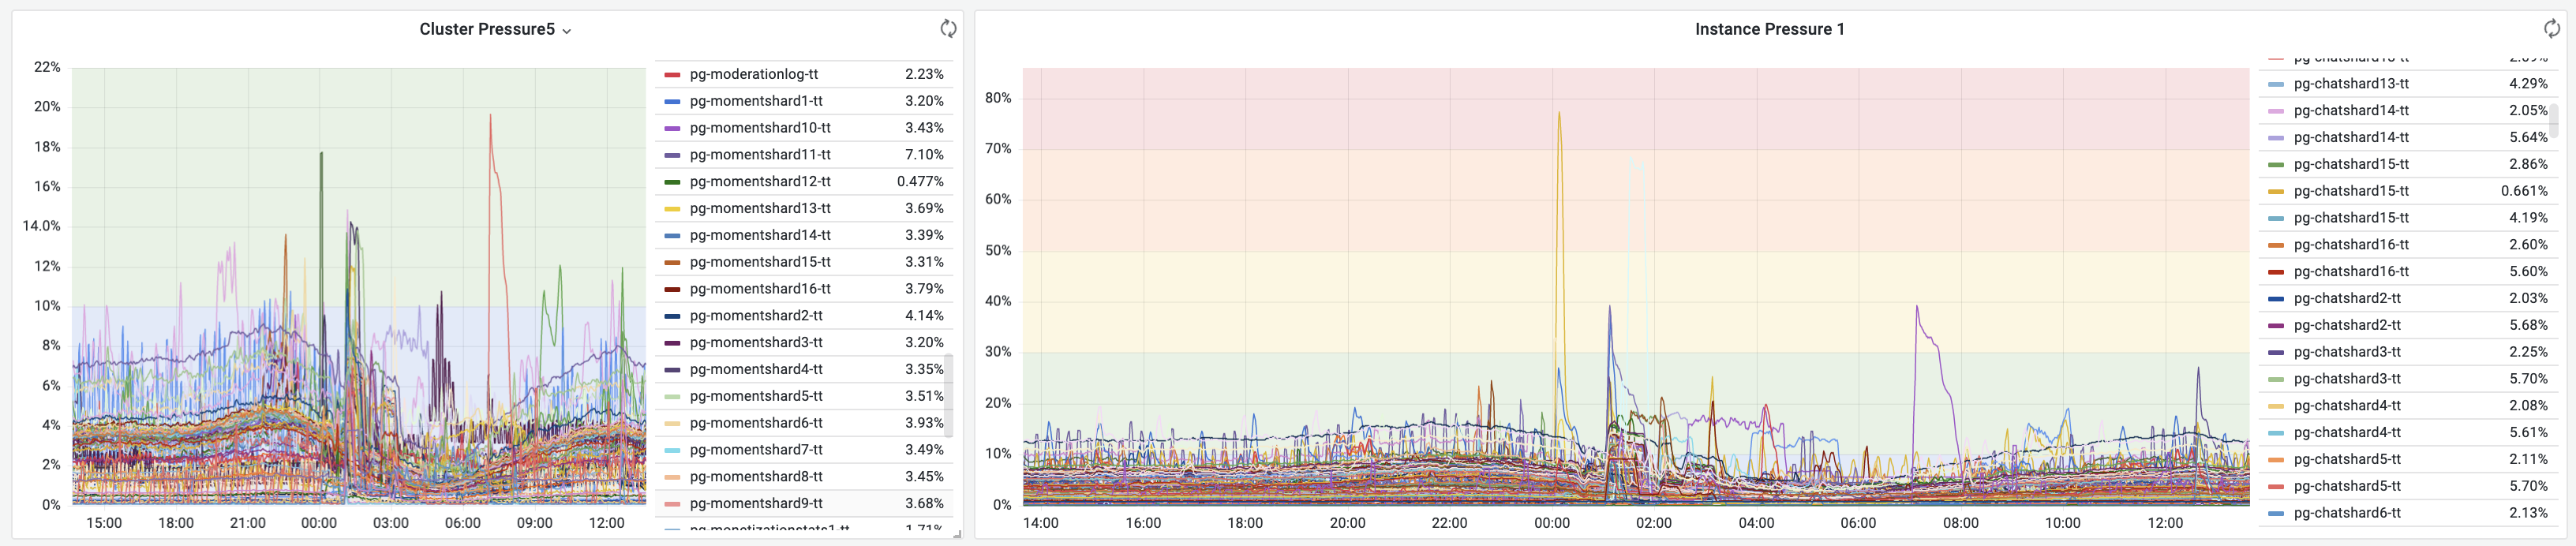 Cluster Pressure5
22%
20%
18%
16%
14.0%
12%
10%
8%
6%
4%
2%
0%
15:00 18:00 21:00 00:00 03:00 06:00 09:00 12:00
pg-moderationlog-tt 2.23%
pg-momentshard1-tt 3.20%
pg-momentshard10-tt 3.43%
pg-momentshard11-tt 7.10%
pg-momentshard12-tt 0.477%
pg-momentshard13-tt 3.69%
pg-momentshard14-tt 3.39%
pg-momentshard15-tt 3.31%
pg-momentshard16-tt 3.79%
pg-momentshard2-tt 4.14%
pg-momentshard3-tt 3.20%
pg-momentshard4-tt 3.35%
pg-momentshard5-tt 3.51%
pg-momentshard6-tt 3.93%
pg-momentshard7-tt 3.49%
pg-momentshard8-tt 3.45%
pg-momentshard9-tt 3.68%
pg-monetizationstats1-tt 1.71%
Instance Pressure 1
80%
70%
60%
50%
40%
30%
20%
10%
0%
14:00 16:00 18:00 20:00 22:00 00:00 02:00 04:00 06:00 08:00 10:00 12:00
pg-chatshard13-tt
pg-chatshard13-tt 4.29%
pg-chatshard14-tt 2.05%
pg-chatshard14-tt 5.64%
pg-chatshard15-tt 2.86%
pg-chatshard15-tt 0.661%
pg-chatshard15-tt 4.19%
pg-chatshard16-tt 2.60%
pg-chatshard16-tt 5.60%
pg-chatshard2-tt 2.03%
pg-chatshard2-tt 5.68%
pg-chatshard3-tt 2.25%
pg-chatshard3-tt 5.70%
pg-chatshard4-tt 2.08%
pg-chatshard4-tt 5.61%
pg-chatshard5-tt 2.11%
pg-chatshard5-tt 5.70%
pg-chatshard6-tt 2.13%